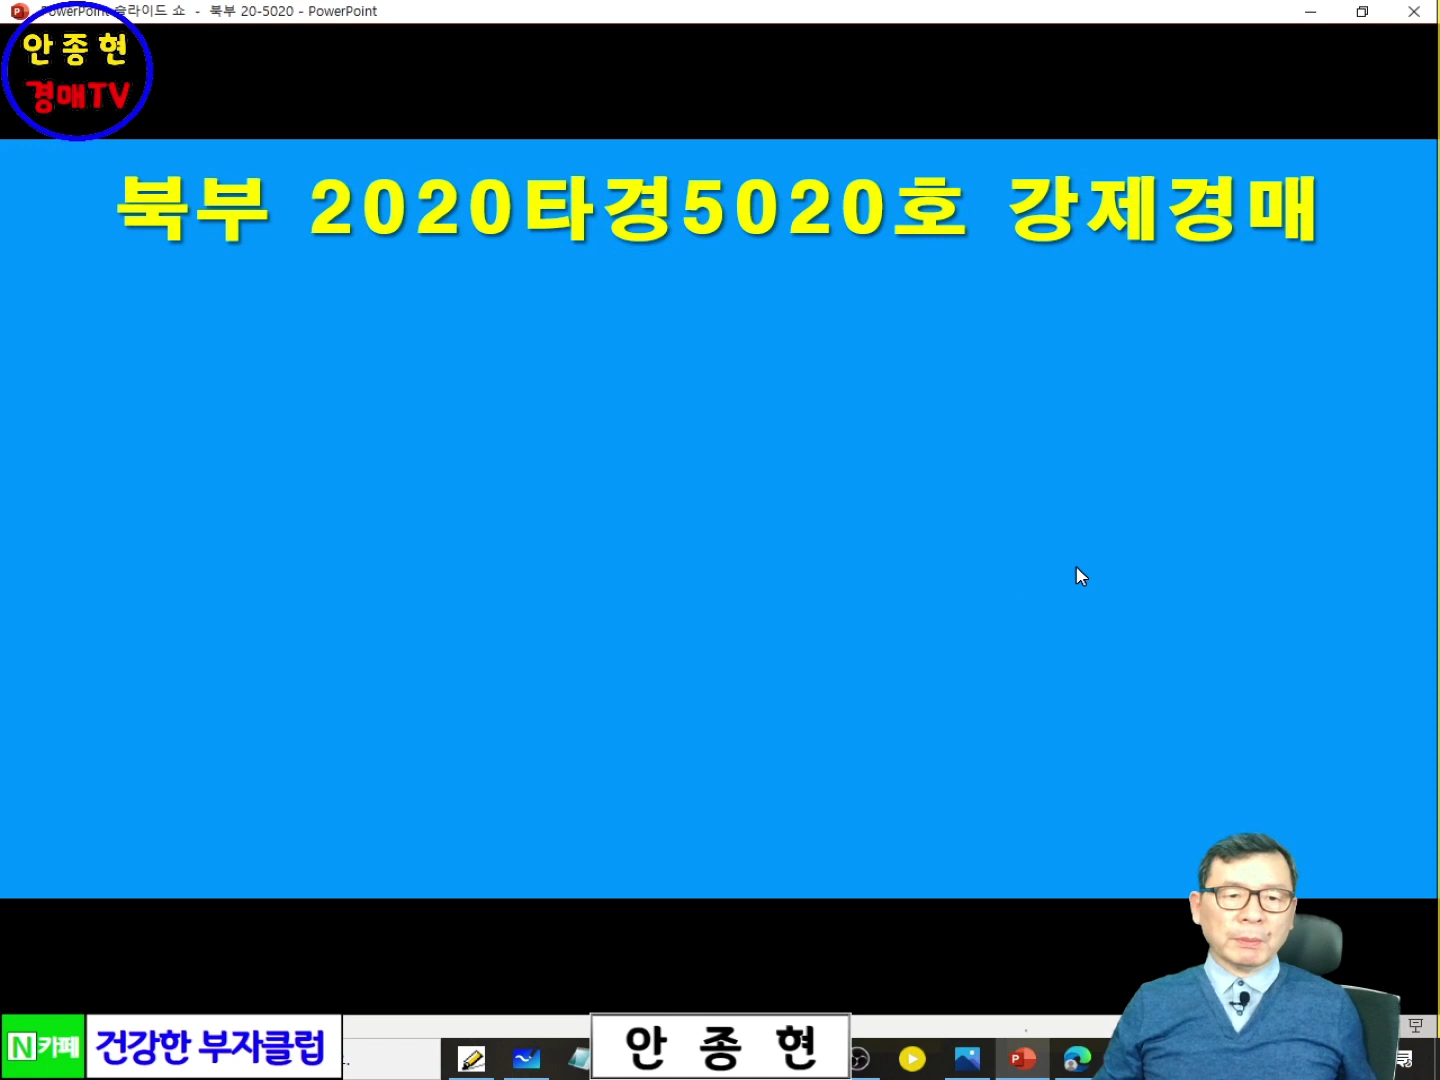 PowerPoint 슬라이드 쇼 - 북부 20-5020 - PowerPoint
안종현
경매TV
북부 2020타경5020호 강제경매
N카페 건강한 부자클럽
안 종 현